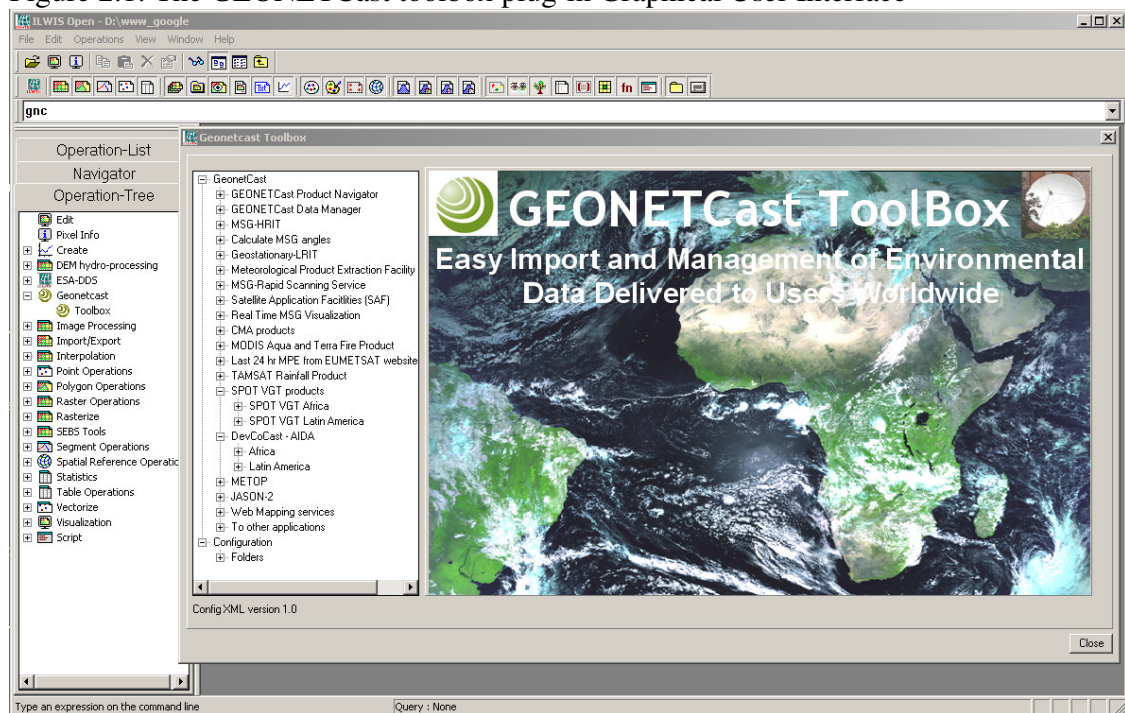 Figure 2.1: The GEONETCast toolbox plug-in Graphical User Interface
ILWIS Open - D:\www_google
File Edit Operations View Window Help
gnc
Operation-List
Navigator
Operation-Tree
Edit
Pixel Info
Create
DEM hydro-processing
ESA-DDS
Geonetcast
Toolbox
Image Processing
Import/Export
Interpolation
Point Operations
Polygon Operations
Raster Operations
Rasterize
SEBS Tools
Segment Operations
Spatial Reference Operatic
Statistics
Table Operations
Vectorize
Visualization
Script
Geonetcast Toolbox
GeonetCast
GEONETCast Product Navigator
GEONETCast Data Manager
MSG-HRIT
Calculate MSG angles
Geostationary-LRIT
Meteorological Product Extraction Facility
MSG-Rapid Scanning Service
Satellite Application Facitlities (SAF)
Real Time MSG Visualization
CMA products
MODIS Aqua and Terra Fire Product
Last 24 hr MPE from EUMETSAT website
TAMSAT Rainfall Product
SPOT VGT products
SPOT VGT Africa
SPOT VGT Latin America
DevCoCast - AIDA
Africa
Latin America
METOP
JASON-2
Web Mapping services
To other applications
Configuration
Folders
GEONETCast ToolBox
Easy Import and Management of Environmental
Data Delivered to Users Worldwide
Config XML version 1.0
Close
Type an expression on the command line
Query : None